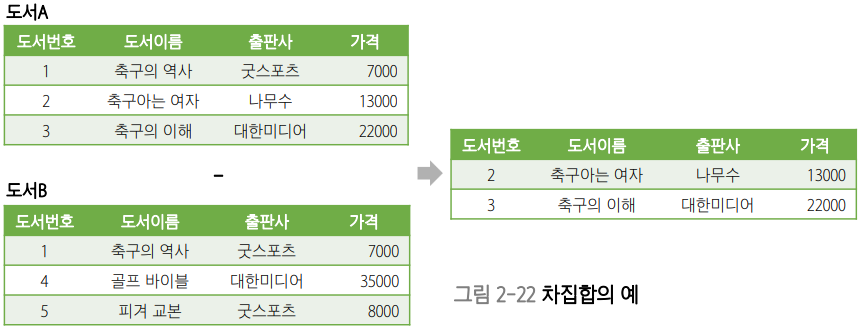 도서A
도서번호 도서이름 출판사 가격
1 축구의 역사 굿스포츠 7000
2 축구아는 여자 나무수 13000
3 축구의 이해 대한미디어 22000
−
도서B
도서번호 도서이름 출판사 가격
1 축구의 역사 굿스포츠 7000
4 골프 바이블 대한미디어 35000
5 피겨 교본 굿스포츠 8000
도서번호 도서이름 출판사 가격
2 축구아는 여자 나무수 13000
3 축구의 이해 대한미디어 22000
그림 2-22 차집합의 예